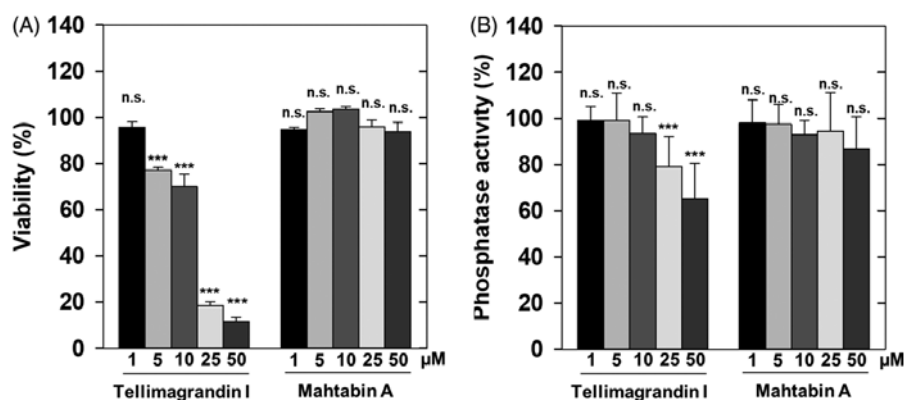 (A)
Viability (%)
140
120
100
80
60
40
20
0
n.s.
***
***
***
***
n.s.
n.s.
n.s.
n.s.
n.s.
1 5 10 25 50 1 5 10 25 50 µM
Tellimagrandin I Mahtabin A
(B)
Phosphatase activity (%)
140
120
100
80
60
40
20
0
n.s.
n.s.
n.s.
***
***
n.s.
n.s.
n.s.
n.s.
n.s.
1 5 10 25 50 1 5 10 25 50 µM
Tellimagrandin I Mahtabin A